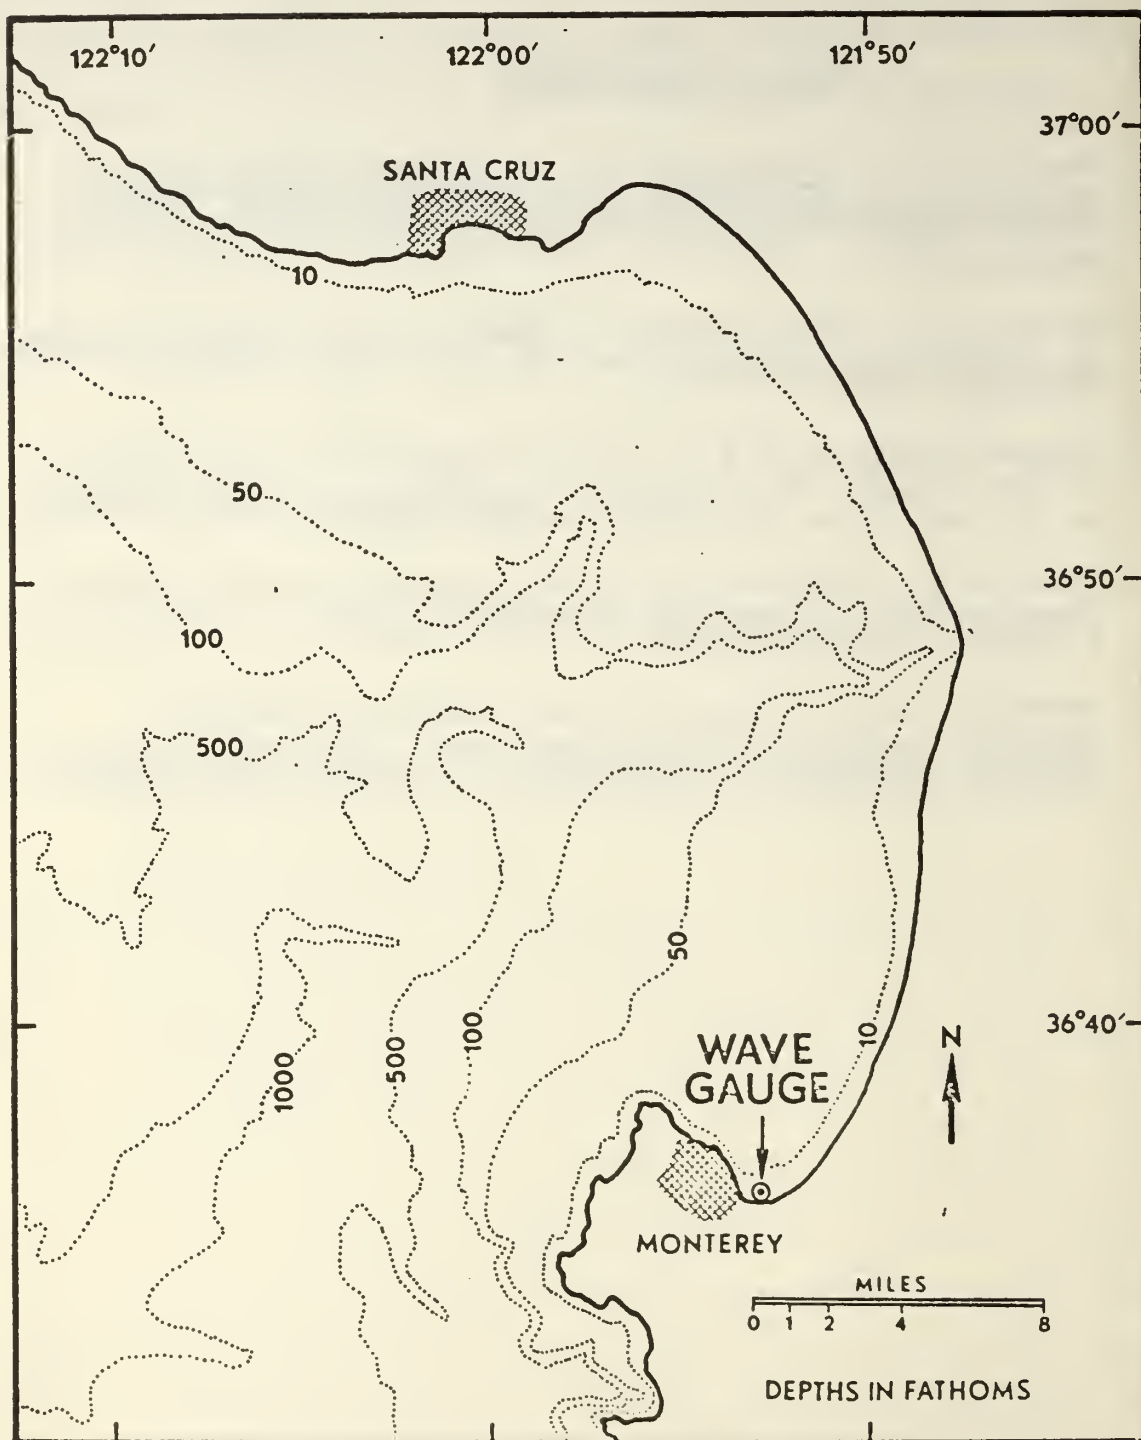 122°10′ 122°00′ 121°50′
37°00′
SANTA CRUZ
10
50
36°50′
100
500
50
36°40′
N
WAVE
GAUGE
10
100
500
1000
MONTEREY
MILES
0 1 2 4 8
DEPTHS IN FATHOMS